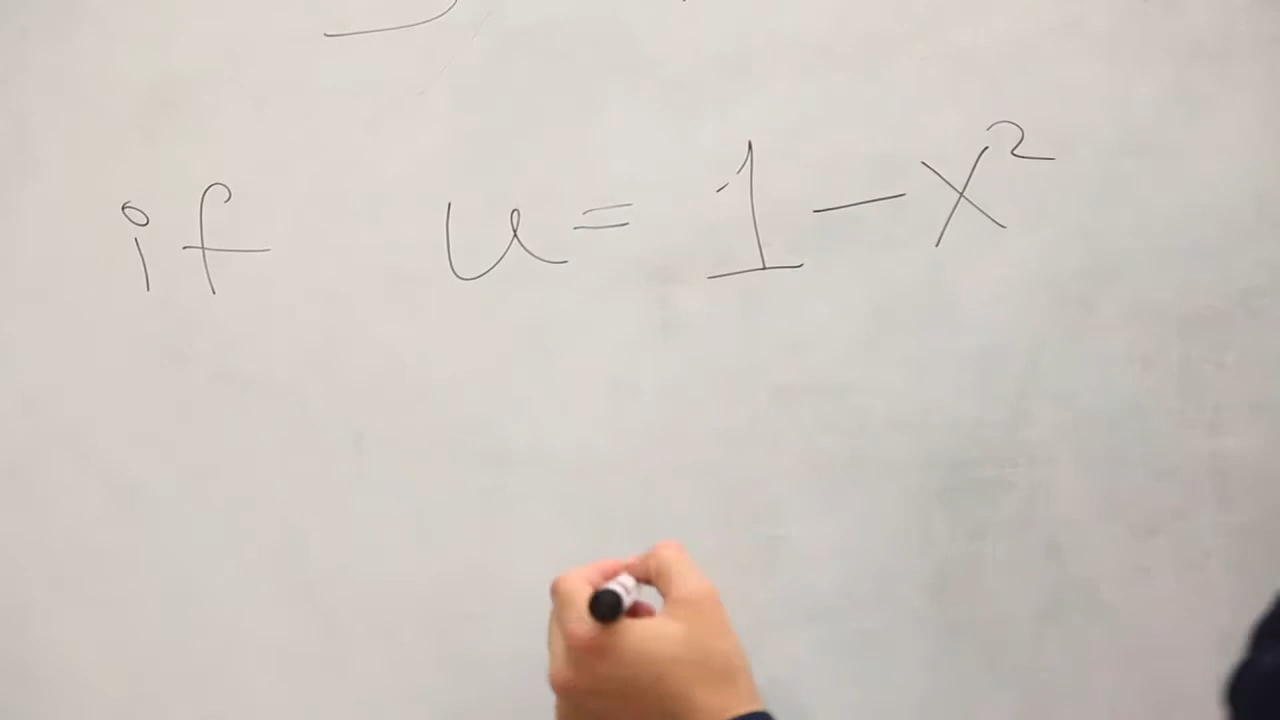 if u = 1 - x²